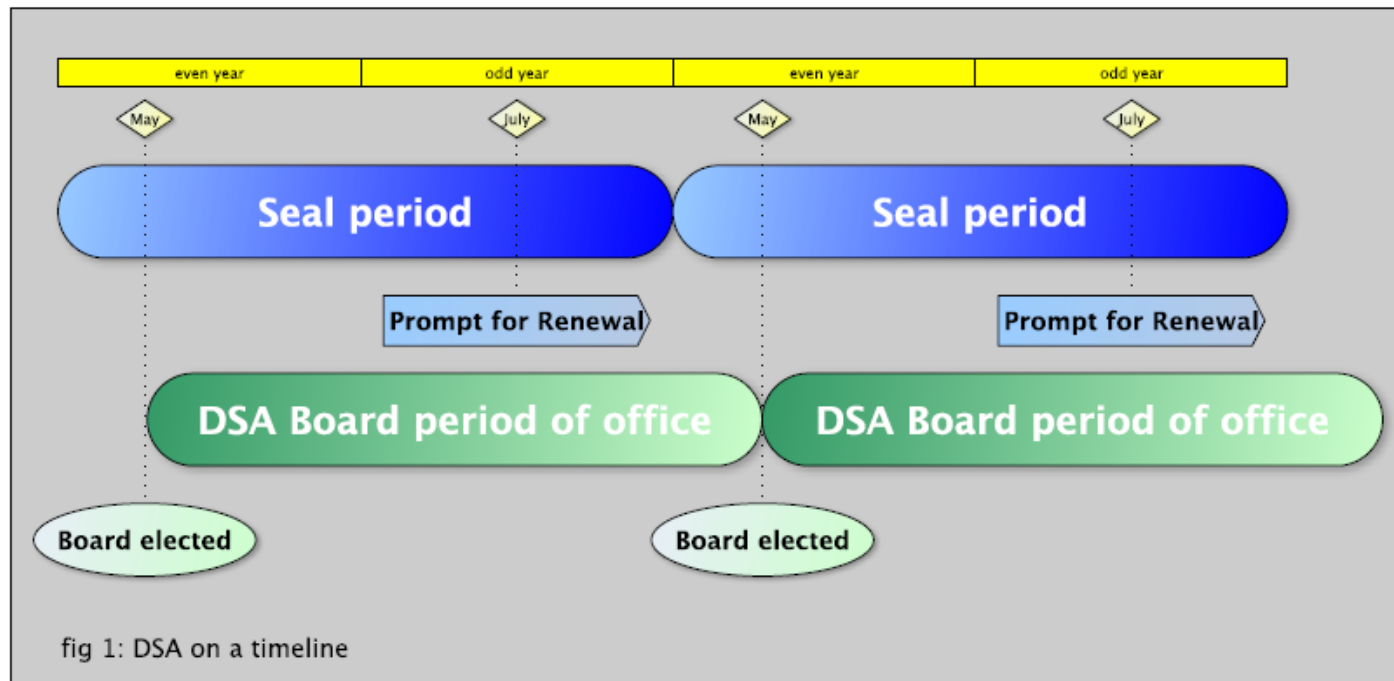 even year
odd year
even year
odd year
May
July
May
July
Seal period
Seal period
Prompt for Renewal
Prompt for Renewal
DSA Board period of office
DSA Board period of office
Board elected
Board elected
fig 1: DSA on a timeline